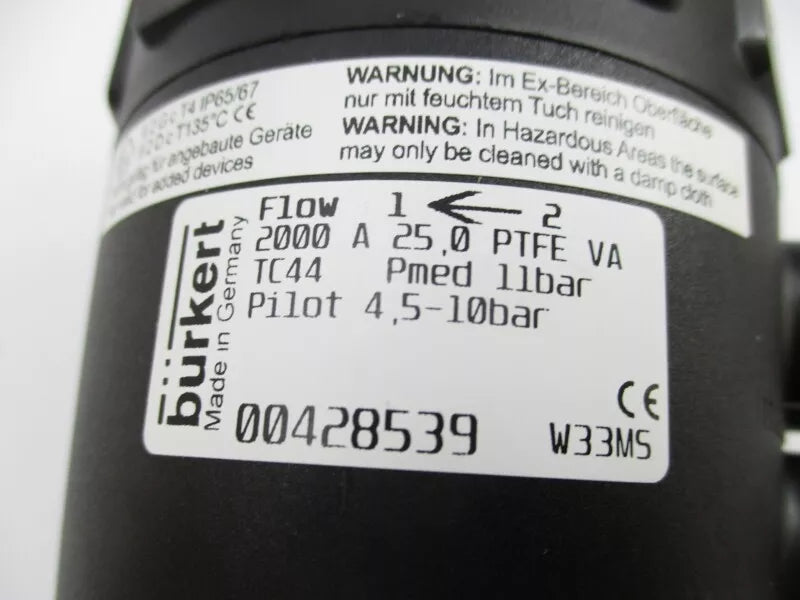 T4 IP65/67
T135°C CE
für angebaute Geräte
for added devices
WARNUNG: Im Ex-Bereich Oberfläche
nur mit feuchtem Tuch reinigen
WARNING: In Hazardous Areas the surface
may only be cleaned with a damp cloth
bürkert
Made in Germany
Flow 1 ← 2
2000 A 25,0 PTFE VA
TC44 Pmed 11bar
Pilot 4,5-10bar
CE
00428539 W33MS